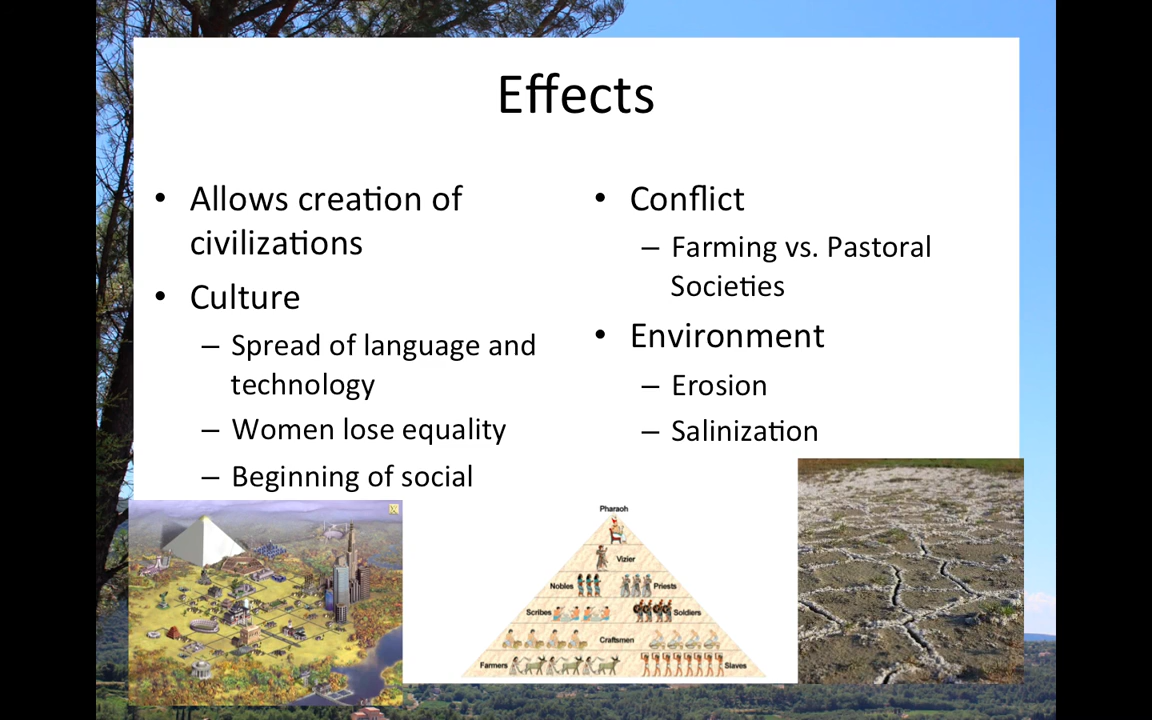 Effects
• Allows creation of
civilizations
• Culture
– Spread of language and
technology
– Women lose equality
– Beginning of social
• Conflict
– Farming vs. Pastoral
Societies
• Environment
– Erosion
– Salinization
Pharaoh
Vizier
Nobles Priests
Scribes Soldiers
Craftsmen
Farmers Slaves